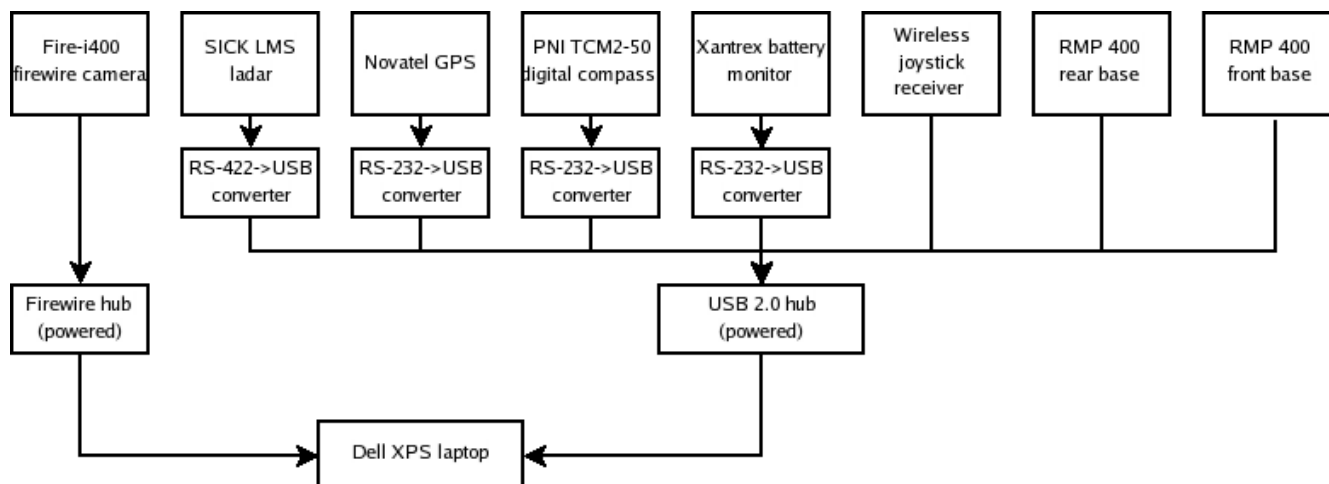 Fire-i400
firewire camera
SICK LMS
ladar
Novatel GPS
PNI TCM2-50
digital compass
Xantrex battery
monitor
Wireless
joystick
receiver
RMP 400
rear base
RMP 400
front base
RS-422->USB
converter
RS-232->USB
converter
RS-232->USB
converter
RS-232->USB
converter
Firewire hub
(powered)
USB 2.0 hub
(powered)
Dell XPS laptop